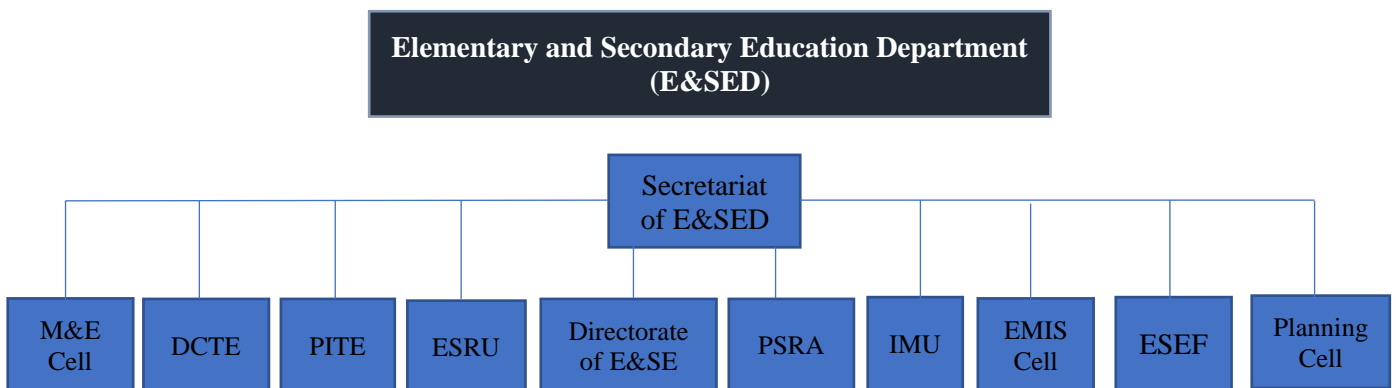 Elementary and Secondary Education Department
(E&SED)
Secretariat
of E&SED
M&E
Cell
DCTE
PITE
ESRU
Directorate
of E&SE
PSRA
IMU
EMIS
Cell
ESEF
Planning
Cell